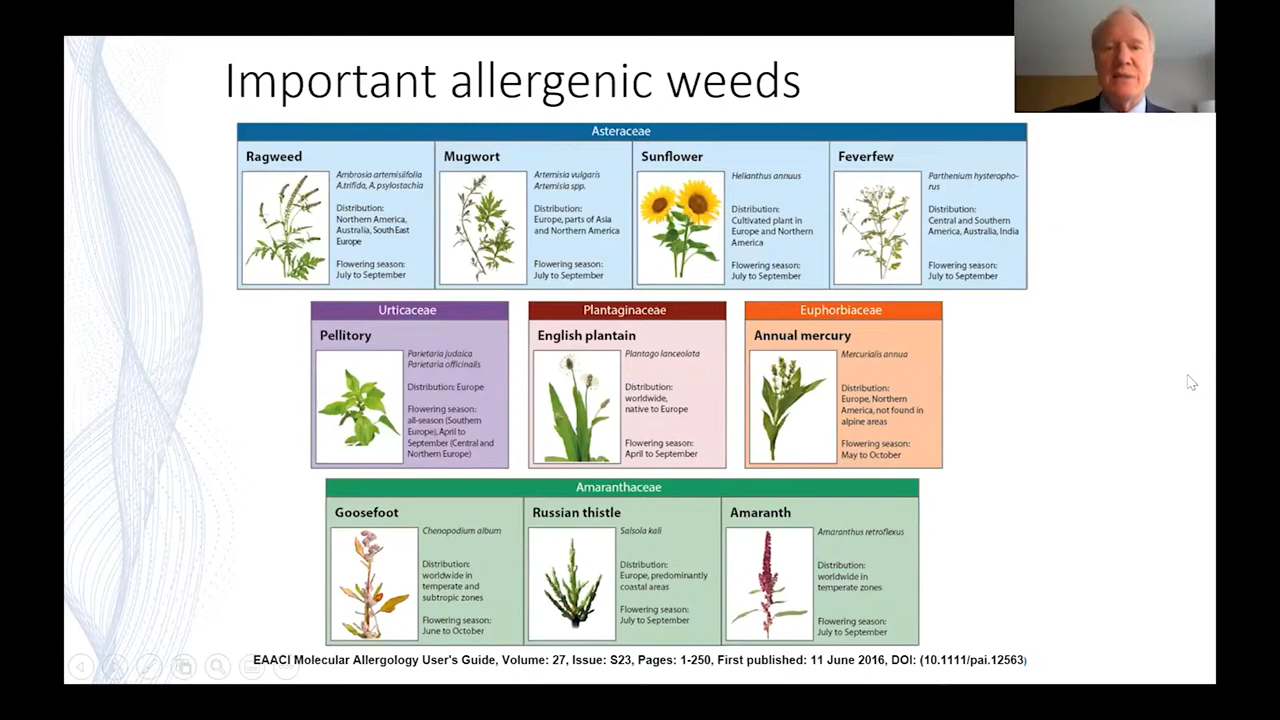 Important allergenic weeds
Asteraceae
Ragweed
Ambrosia artemisiifolia
A.trifida, A. psylostachia
Distribution:
Northern America,
Australia, South East
Europe
Flowering season:
July to September
Mugwort
Artemisia vulgaris
Artemisia spp.
Distribution:
Europe, parts of Asia
and Northern America
Flowering season:
July to September
Sunflower
Helianthus annuus
Distribution:
Cultivated plant in
Europe and Northern
America
Flowering season:
July to September
Feverfew
Parthenium hysteropho-
rus
Distribution:
Central and Southern
America, Australia, India
Flowering season:
July to September
Urticaceae
Pellitory
Parietaria judaica
Parietaria officinalis
Distribution: Europe
Flowering season:
all-season (Southern
Europe), April to
September (Central and
Northern Europe)
Plantaginaceae
English plantain
Plantago lanceolata
Distribution:
worldwide,
native to Europe
Flowering season:
April to September
Euphorbiaceae
Annual mercury
Mercurialis annua
Distribution:
Europe, Northern
America, not found in
alpine areas
Flowering season:
May to October
Amaranthaceae
Goosefoot
Chenopodium album
Distribution:
worldwide in
temperate and
subtropic zones
Flowering season:
June to October
Russian thistle
Salsola kali
Distribution:
Europe, predominantly
coastal areas
Flowering season:
July to September
Amaranth
Amaranthus retroflexus
Distribution:
worldwide in
temperate zones
Flowering season:
July to September
EAACI Molecular Allergology User's Guide, Volume: 27, Issue: S23, Pages: 1-250, First published: 11 June 2016, DOI: (10.1111/pai.12563)